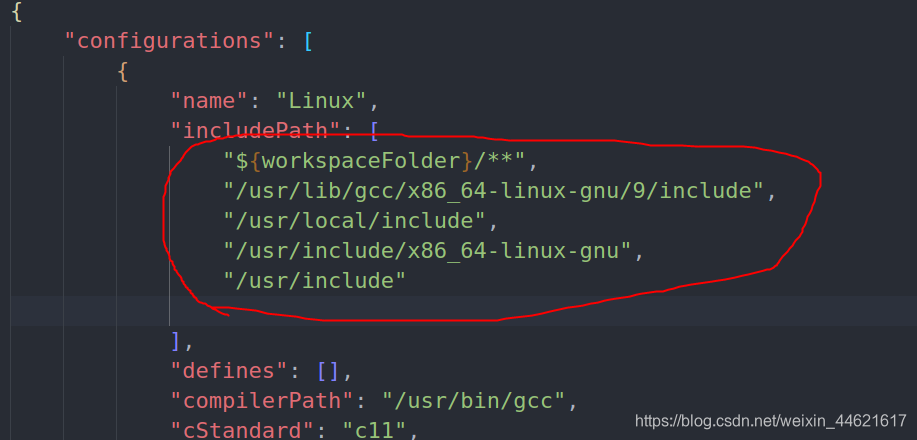 {
"configurations": [
{
"name": "Linux",
"includePath": [
"${workspaceFolder}/**",
"/usr/lib/gcc/x86_64-linux-gnu/9/include",
"/usr/local/include",
"/usr/include/x86_64-linux-gnu",
"/usr/include"
],
"defines": [],
"compilerPath": "/usr/bin/gcc",
"cStandard": "c11",
https://blog.csdn.net/weixin_44621617